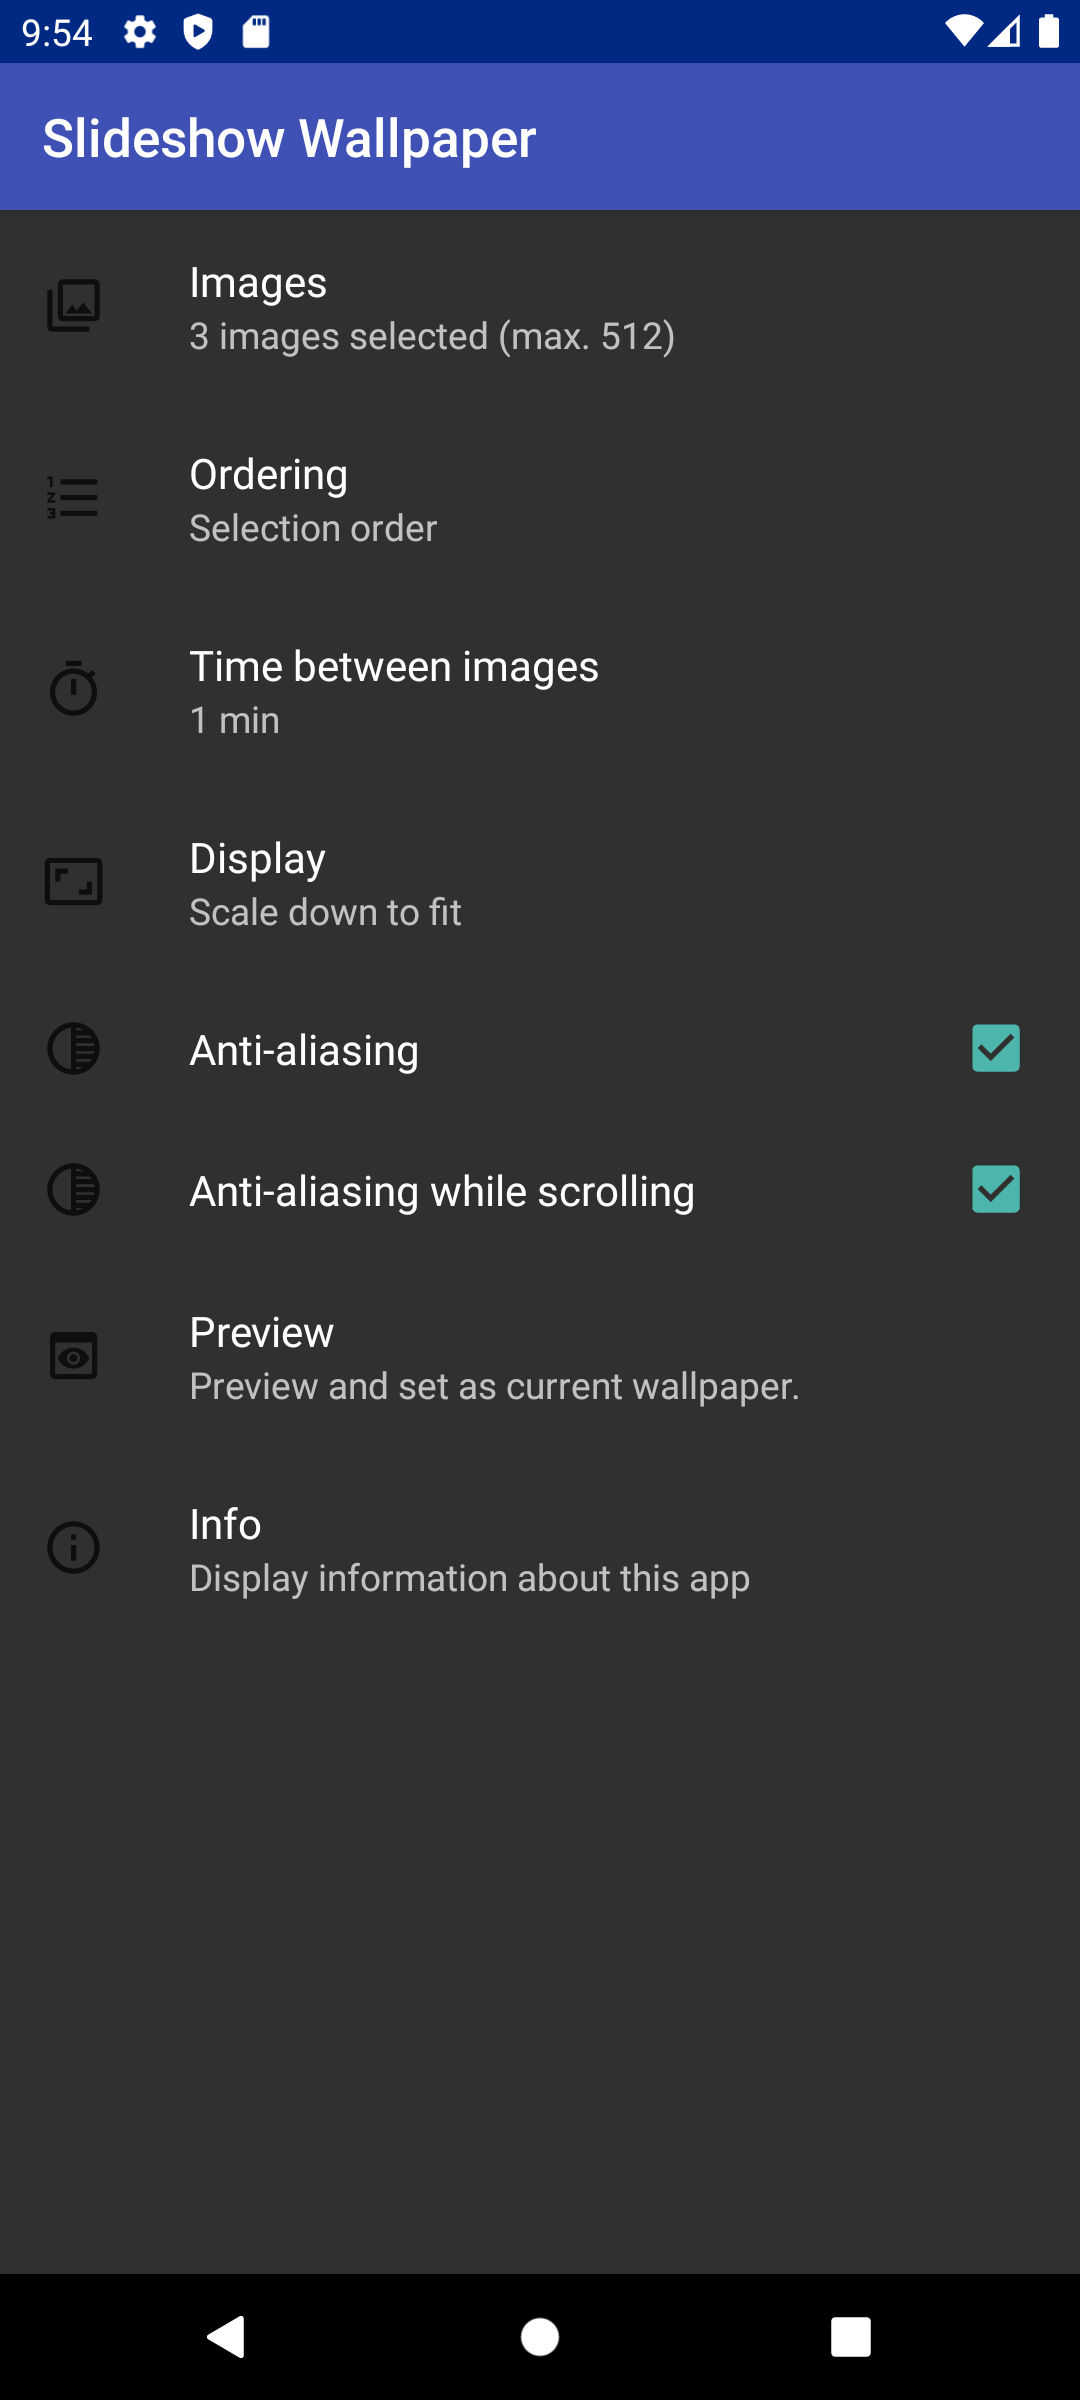 9:54
Slideshow Wallpaper
Images
3 images selected (max. 512)
Ordering
Selection order
Time between images
1 min
Display
Scale down to fit
Anti-aliasing
Anti-aliasing while scrolling
Preview
Preview and set as current wallpaper.
Info
Display information about this app